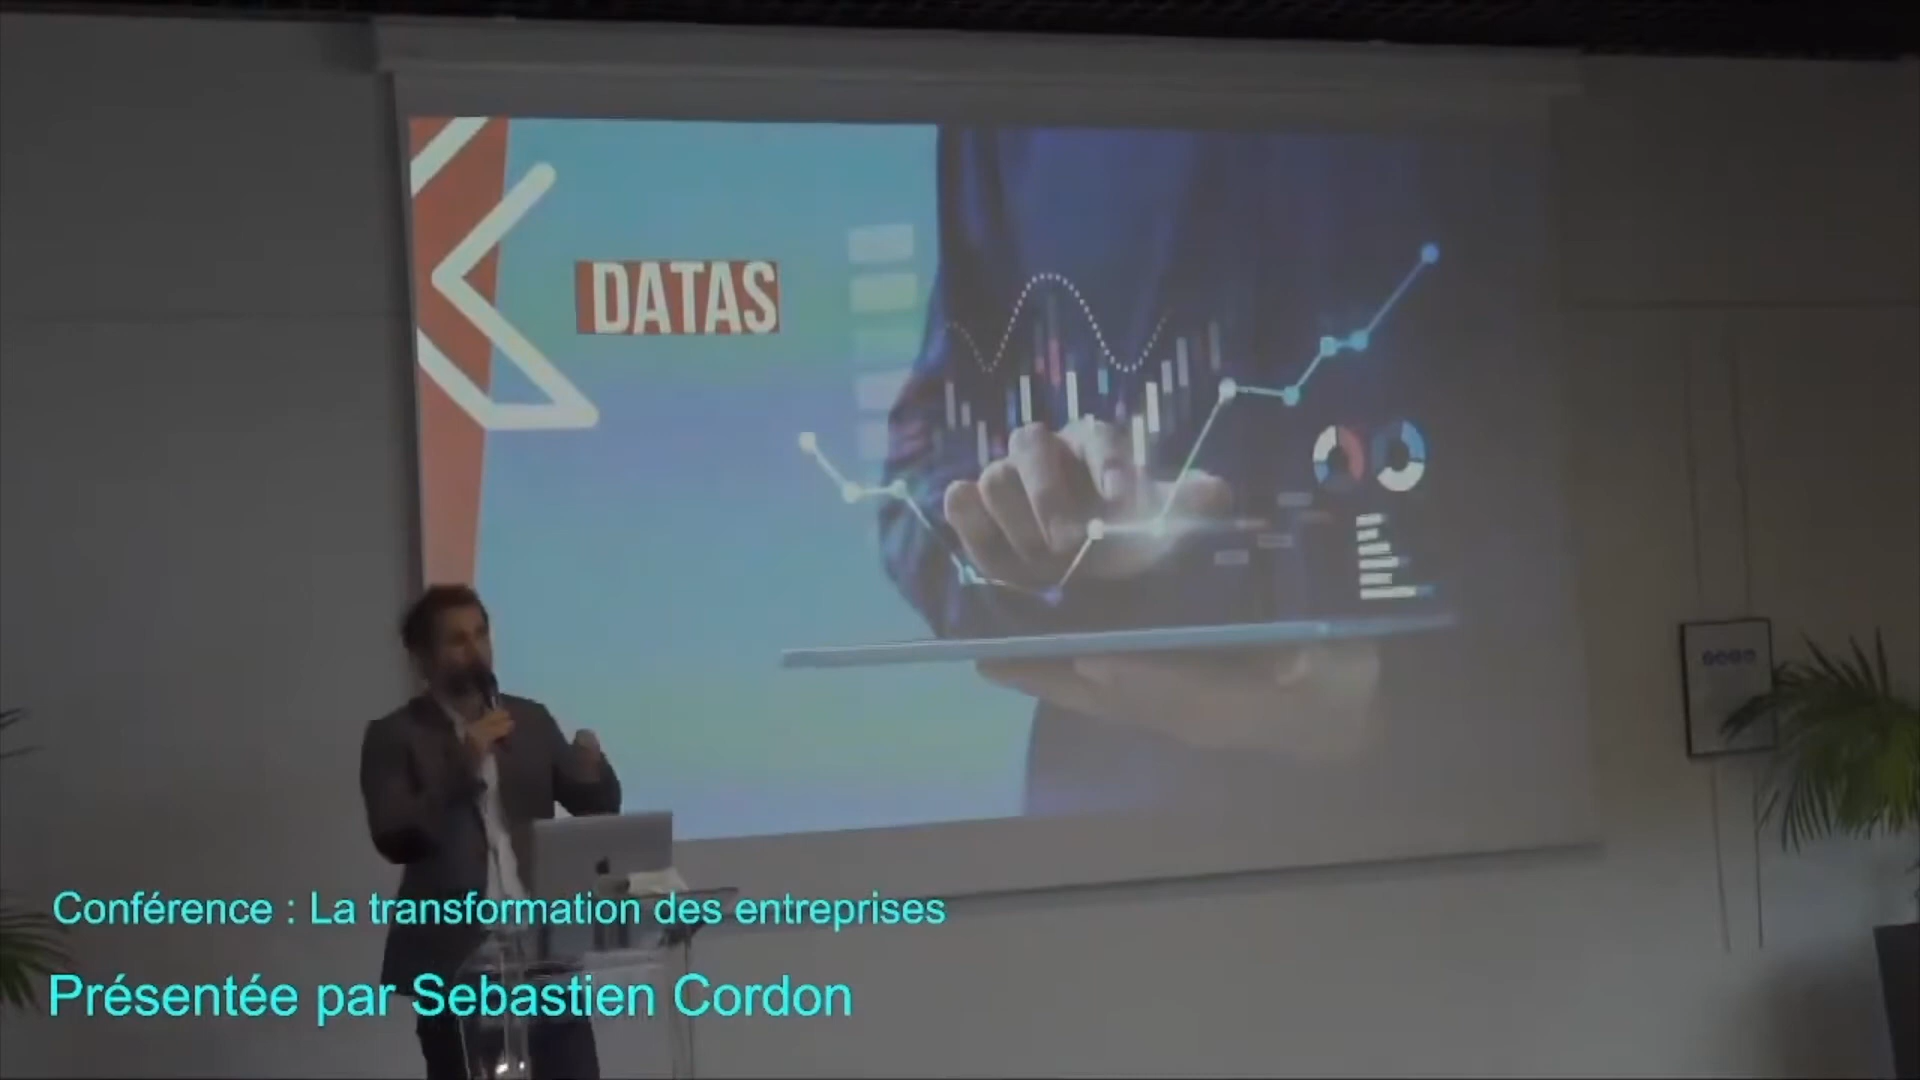 DATAS
Conférence : La transformation des entreprises
Présentée par Sebastien Cordon